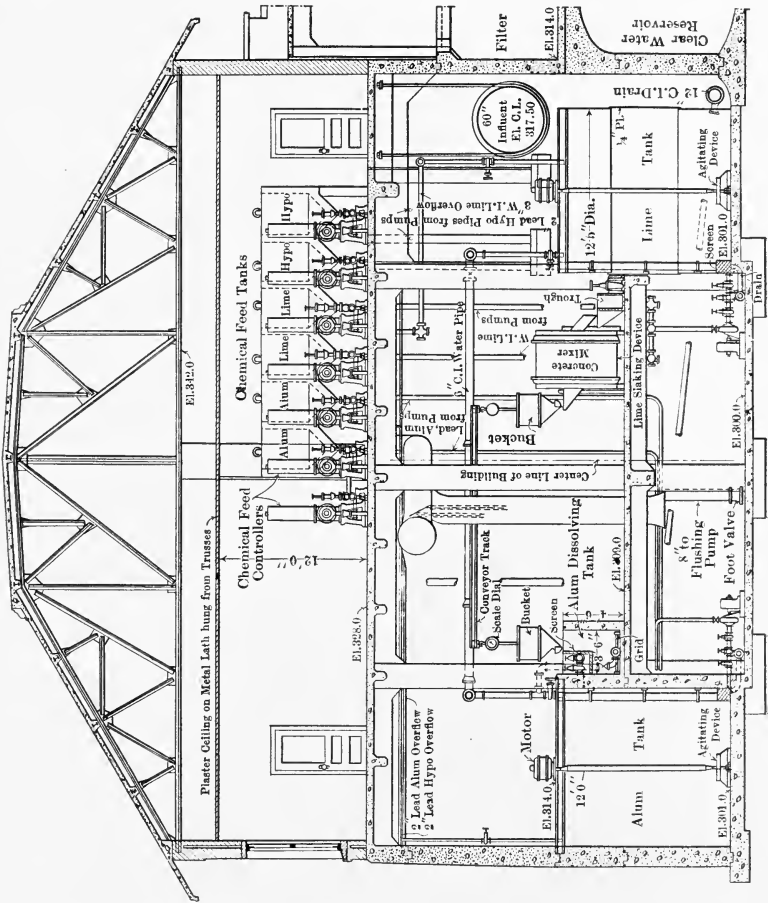 Plaster Ceiling on Metal Lath hung from Trusses
El.342.0
12' 0"
Chemical Feed
Controllers
Chemical Feed Tanks
Alum
Alum
Lime
Lime
Hypo
Hypo
El.328.0
2" Lead Alum Overflow
2" Lead Hypo Overflow
Conveyor Track
Scale Dial
Bucket
Screen
Alum Dissolving
Tank
3' 6"
El.309.0
Center Line of Building
Lead, Alum
from Pump
6" C.I. Water Pipe
Bucket
W.I. Lime
from Pumps
Concrete
Mixer
Trough
Lime Slaking Device
2" Lead Hypo Pipes from Pumps
3" W.I. Lime Overflow
60"
Influent
El. C.L.
317.50
Filter
El.314.0
Clear Water
Reservoir
12" C.I. Drain
12' 5" Dia.
1/4" Pl.
Lime
Tank
Screen
Agitating
Device
El.301.0
Drain
El.300.0
Motor
El.314.0
12' 0"
Alum
Tank
Agitating
Device
El.301.0
Grid
8" to
Flushing
Pump
Foot Valve